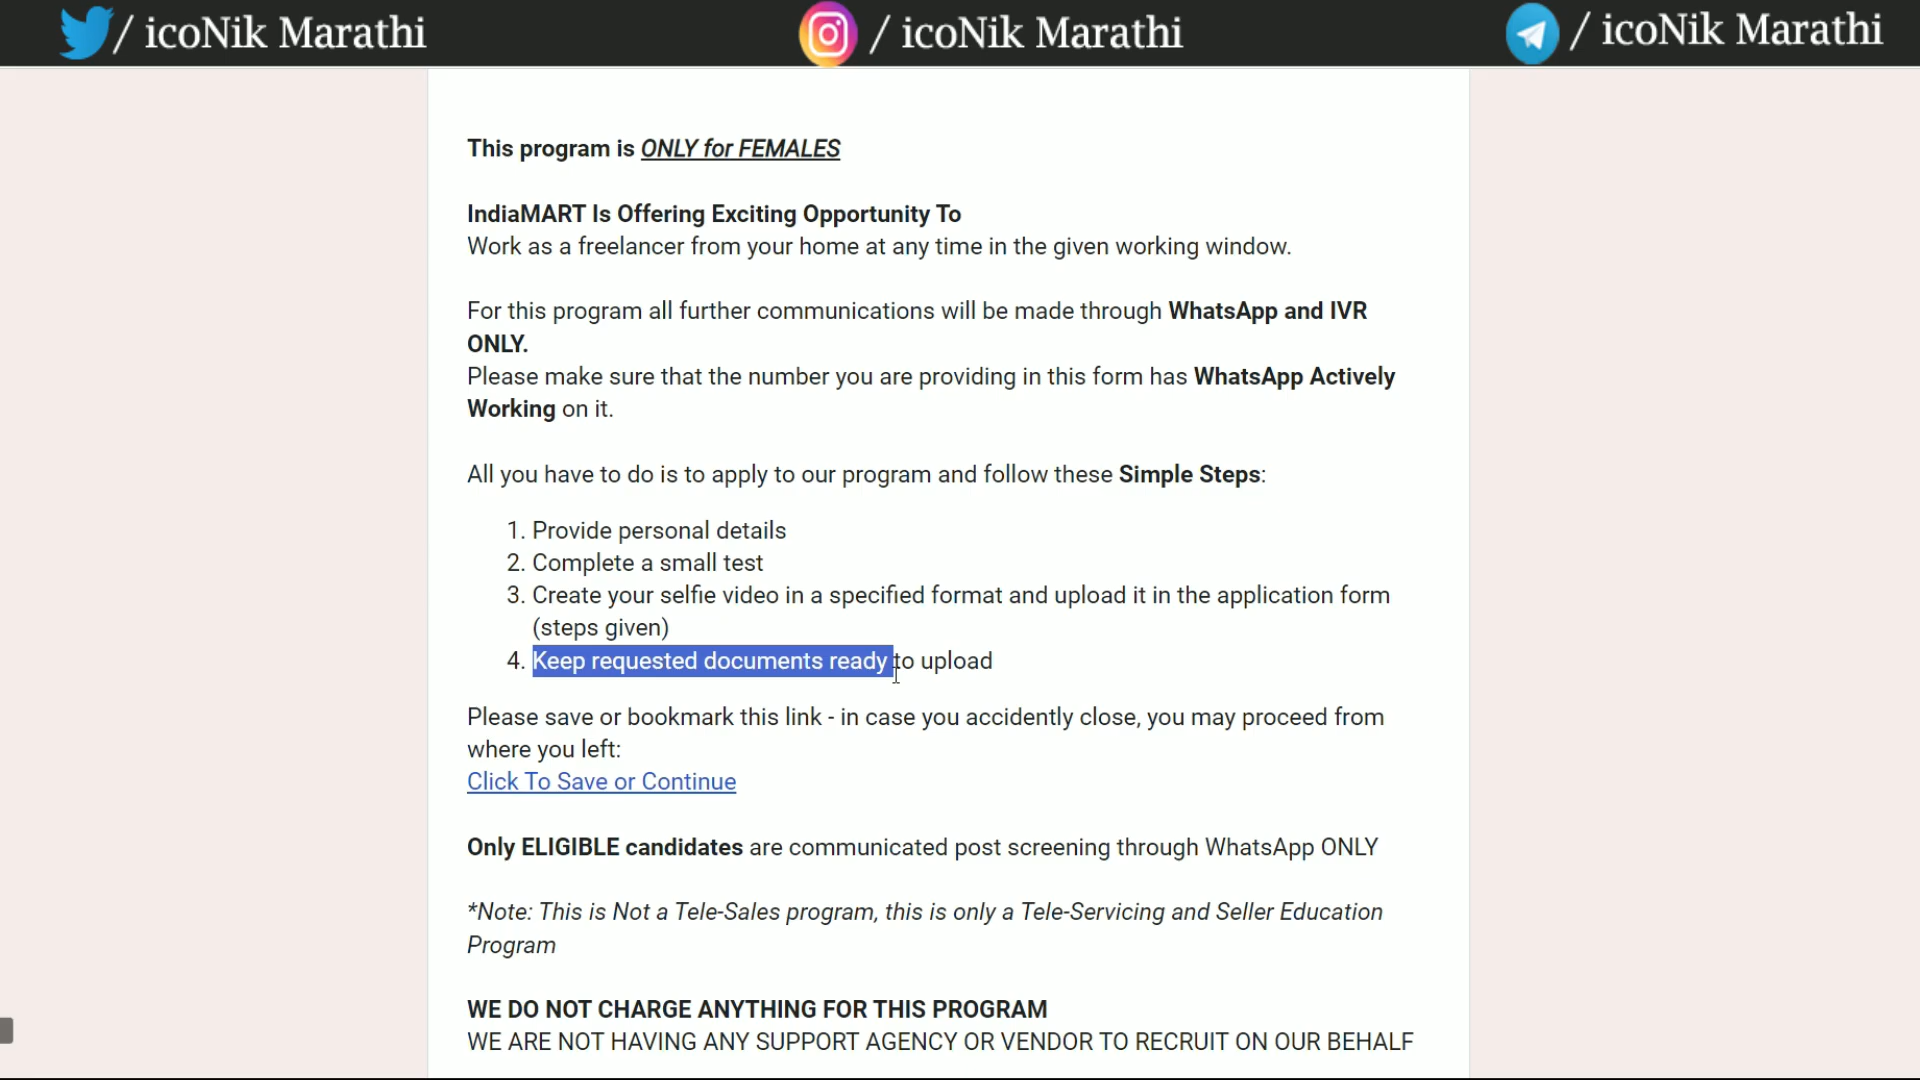 / icoNik Marathi
/ icoNik Marathi
/ icoNik Marathi
This program is ONLY for FEMALES
IndiaMART Is Offering Exciting Opportunity To
Work as a freelancer from your home at any time in the given working window.
For this program all further communications will be made through WhatsApp and IVR
ONLY.
Please make sure that the number you are providing in this form has WhatsApp Actively
Working on it.
All you have to do is to apply to our program and follow these Simple Steps:
1. Provide personal details
2. Complete a small test
3. Create your selfie video in a specified format and upload it in the application form
(steps given)
4. Keep requested documents ready to upload
Please save or bookmark this link - in case you accidently close, you may proceed from
where you left:
Click To Save or Continue
Only ELIGIBLE candidates are communicated post screening through WhatsApp ONLY
*Note: This is Not a Tele-Sales program, this is only a Tele-Servicing and Seller Education
Program
WE DO NOT CHARGE ANYTHING FOR THIS PROGRAM
WE ARE NOT HAVING ANY SUPPORT AGENCY OR VENDOR TO RECRUIT ON OUR BEHALF